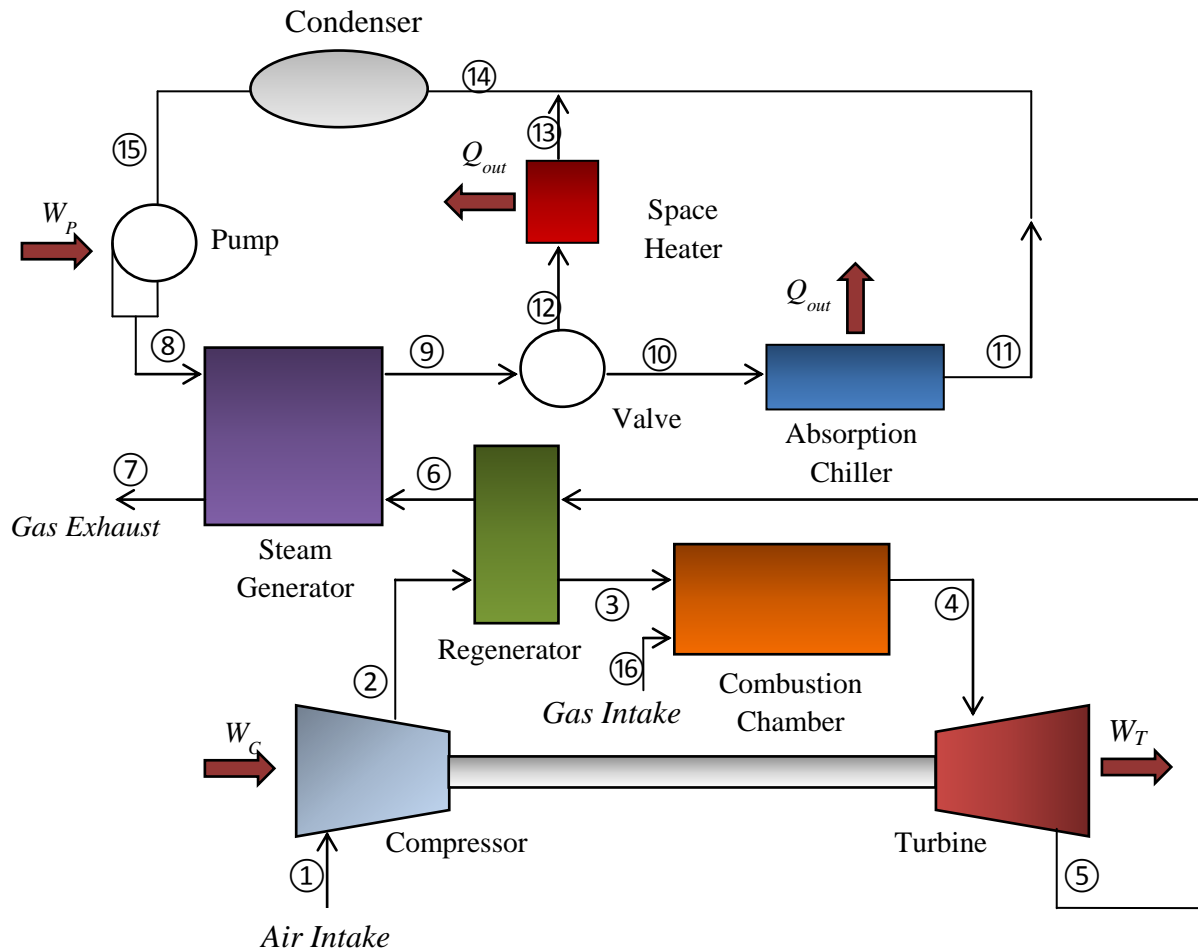 Condenser
⑭
⑬
⑮
Q_out
W_P
Pump
Space
Heater
Q_out
⑫
⑧
⑨
⑩
⑪
Valve
Absorption
Chiller
⑦
⑥
Gas Exhaust
Steam
Generator
③
④
Regenerator
⑯
②
Gas Intake
Combustion
Chamber
W_C
W_T
Compressor
Turbine
①
⑤
Air Intake